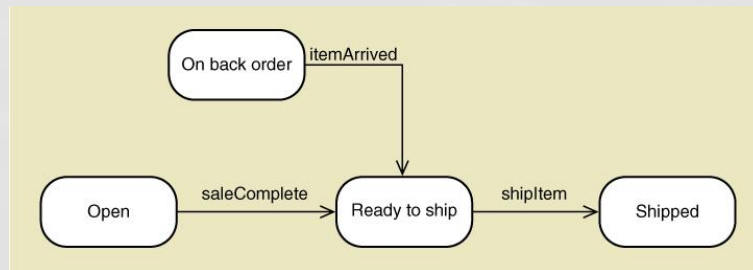 On back order
itemArrived
Open
saleComplete
Ready to ship
shipItem
Shipped